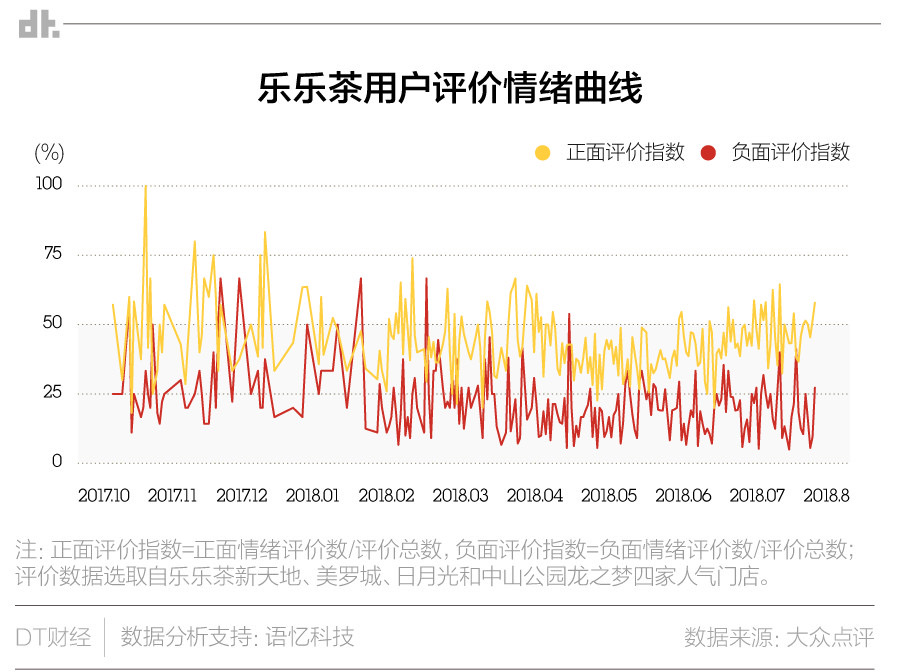 dt.
乐乐茶用户评价情绪曲线
(%)
正面评价指数 负面评价指数
100
75
50
25
0
2017.10 2017.11 2017.12 2018.01 2018.02 2018.03 2018.04 2018.05 2018.06 2018.07 2018.8
注: 正面评价指数=正面情绪评价数/评价总数, 负面评价指数=负面情绪评价数/评价总数;
评价数据选取自乐乐茶新天地、美罗城、日月光和中山公园龙之梦四家人气门店。
DT财经 数据分析支持: 语忆科技 数据来源: 大众点评